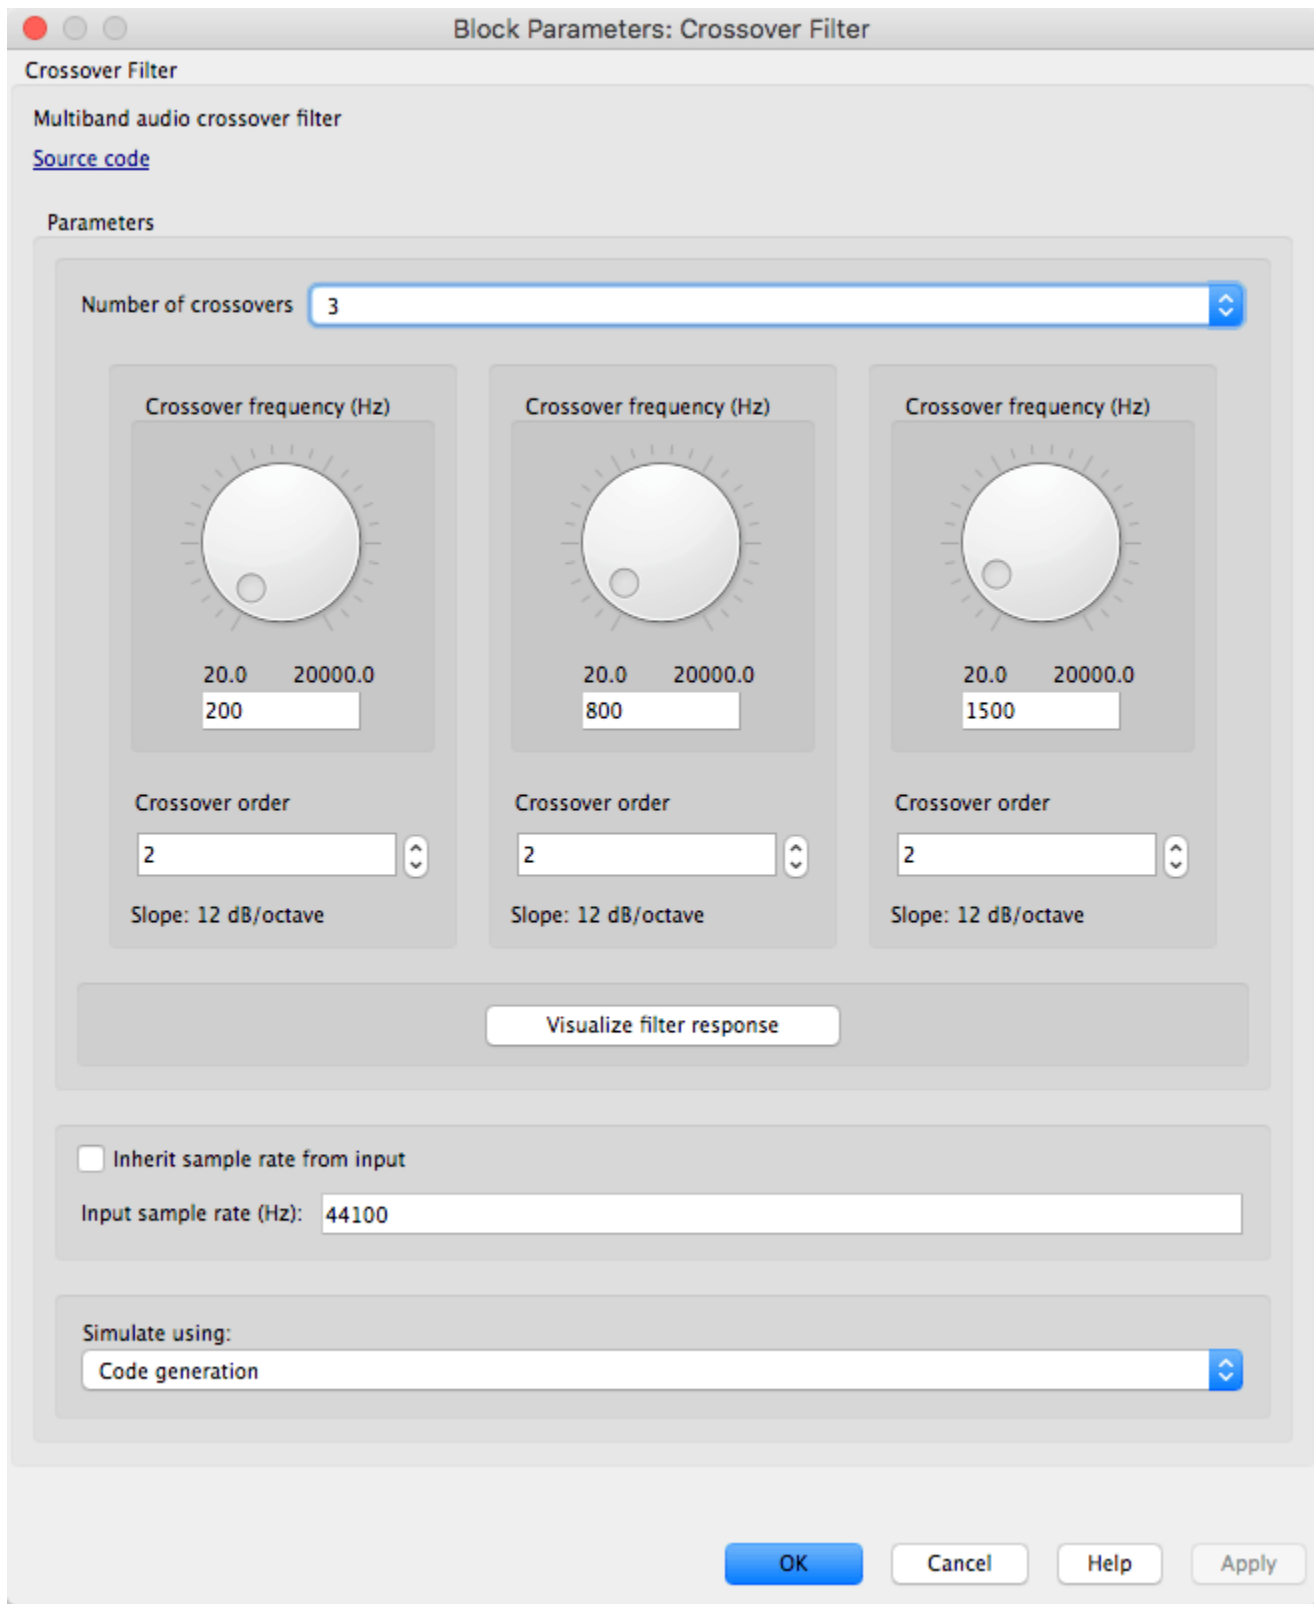 Block Parameters: Crossover Filter
Crossover Filter
Multiband audio crossover filter
Source code
Parameters
Number of crossovers 3
Crossover frequency (Hz) Crossover frequency (Hz) Crossover frequency (Hz)
20.0 20000.0 20.0 20000.0 20.0 20000.0
200 800 1500
Crossover order Crossover order Crossover order
2 2 2
Slope: 12 dB/octave Slope: 12 dB/octave Slope: 12 dB/octave
Visualize filter response
Inherit sample rate from input
Input sample rate (Hz): 44100
Simulate using:
Code generation
OK Cancel Help Apply